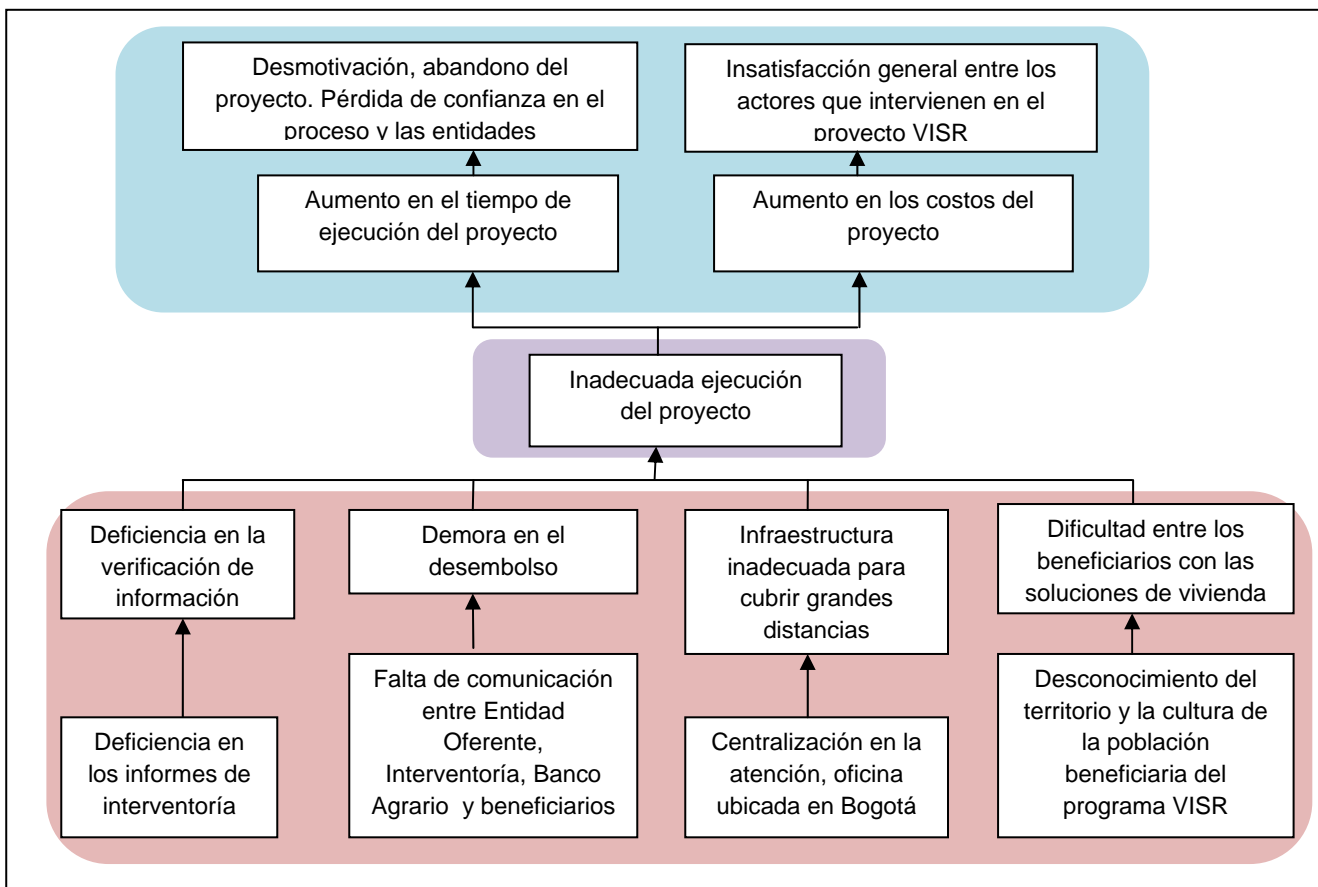 Desmotivación, abandono del
proyecto. Pérdida de confianza en el
proceso y las entidades
Insatisfacción general entre los
actores que intervienen en el
proyecto VISR
Aumento en el tiempo de
ejecución del proyecto
Aumento en los costos del
proyecto
Inadecuada ejecución
del proyecto
Deficiencia en la
verificación de
información
Demora en el
desembolso
Infraestructura
inadecuada para
cubrir grandes
distancias
Dificultad entre los
beneficiarios con las
soluciones de vivienda
Deficiencia en
los informes de
interventoría
Falta de comunicación
entre Entidad
Oferente,
Interventoría, Banco
Agrario y beneficiarios
Centralización en la
atención, oficina
ubicada en Bogotá
Desconocimiento del
territorio y la cultura de
la población
beneficiaria del
programa VISR